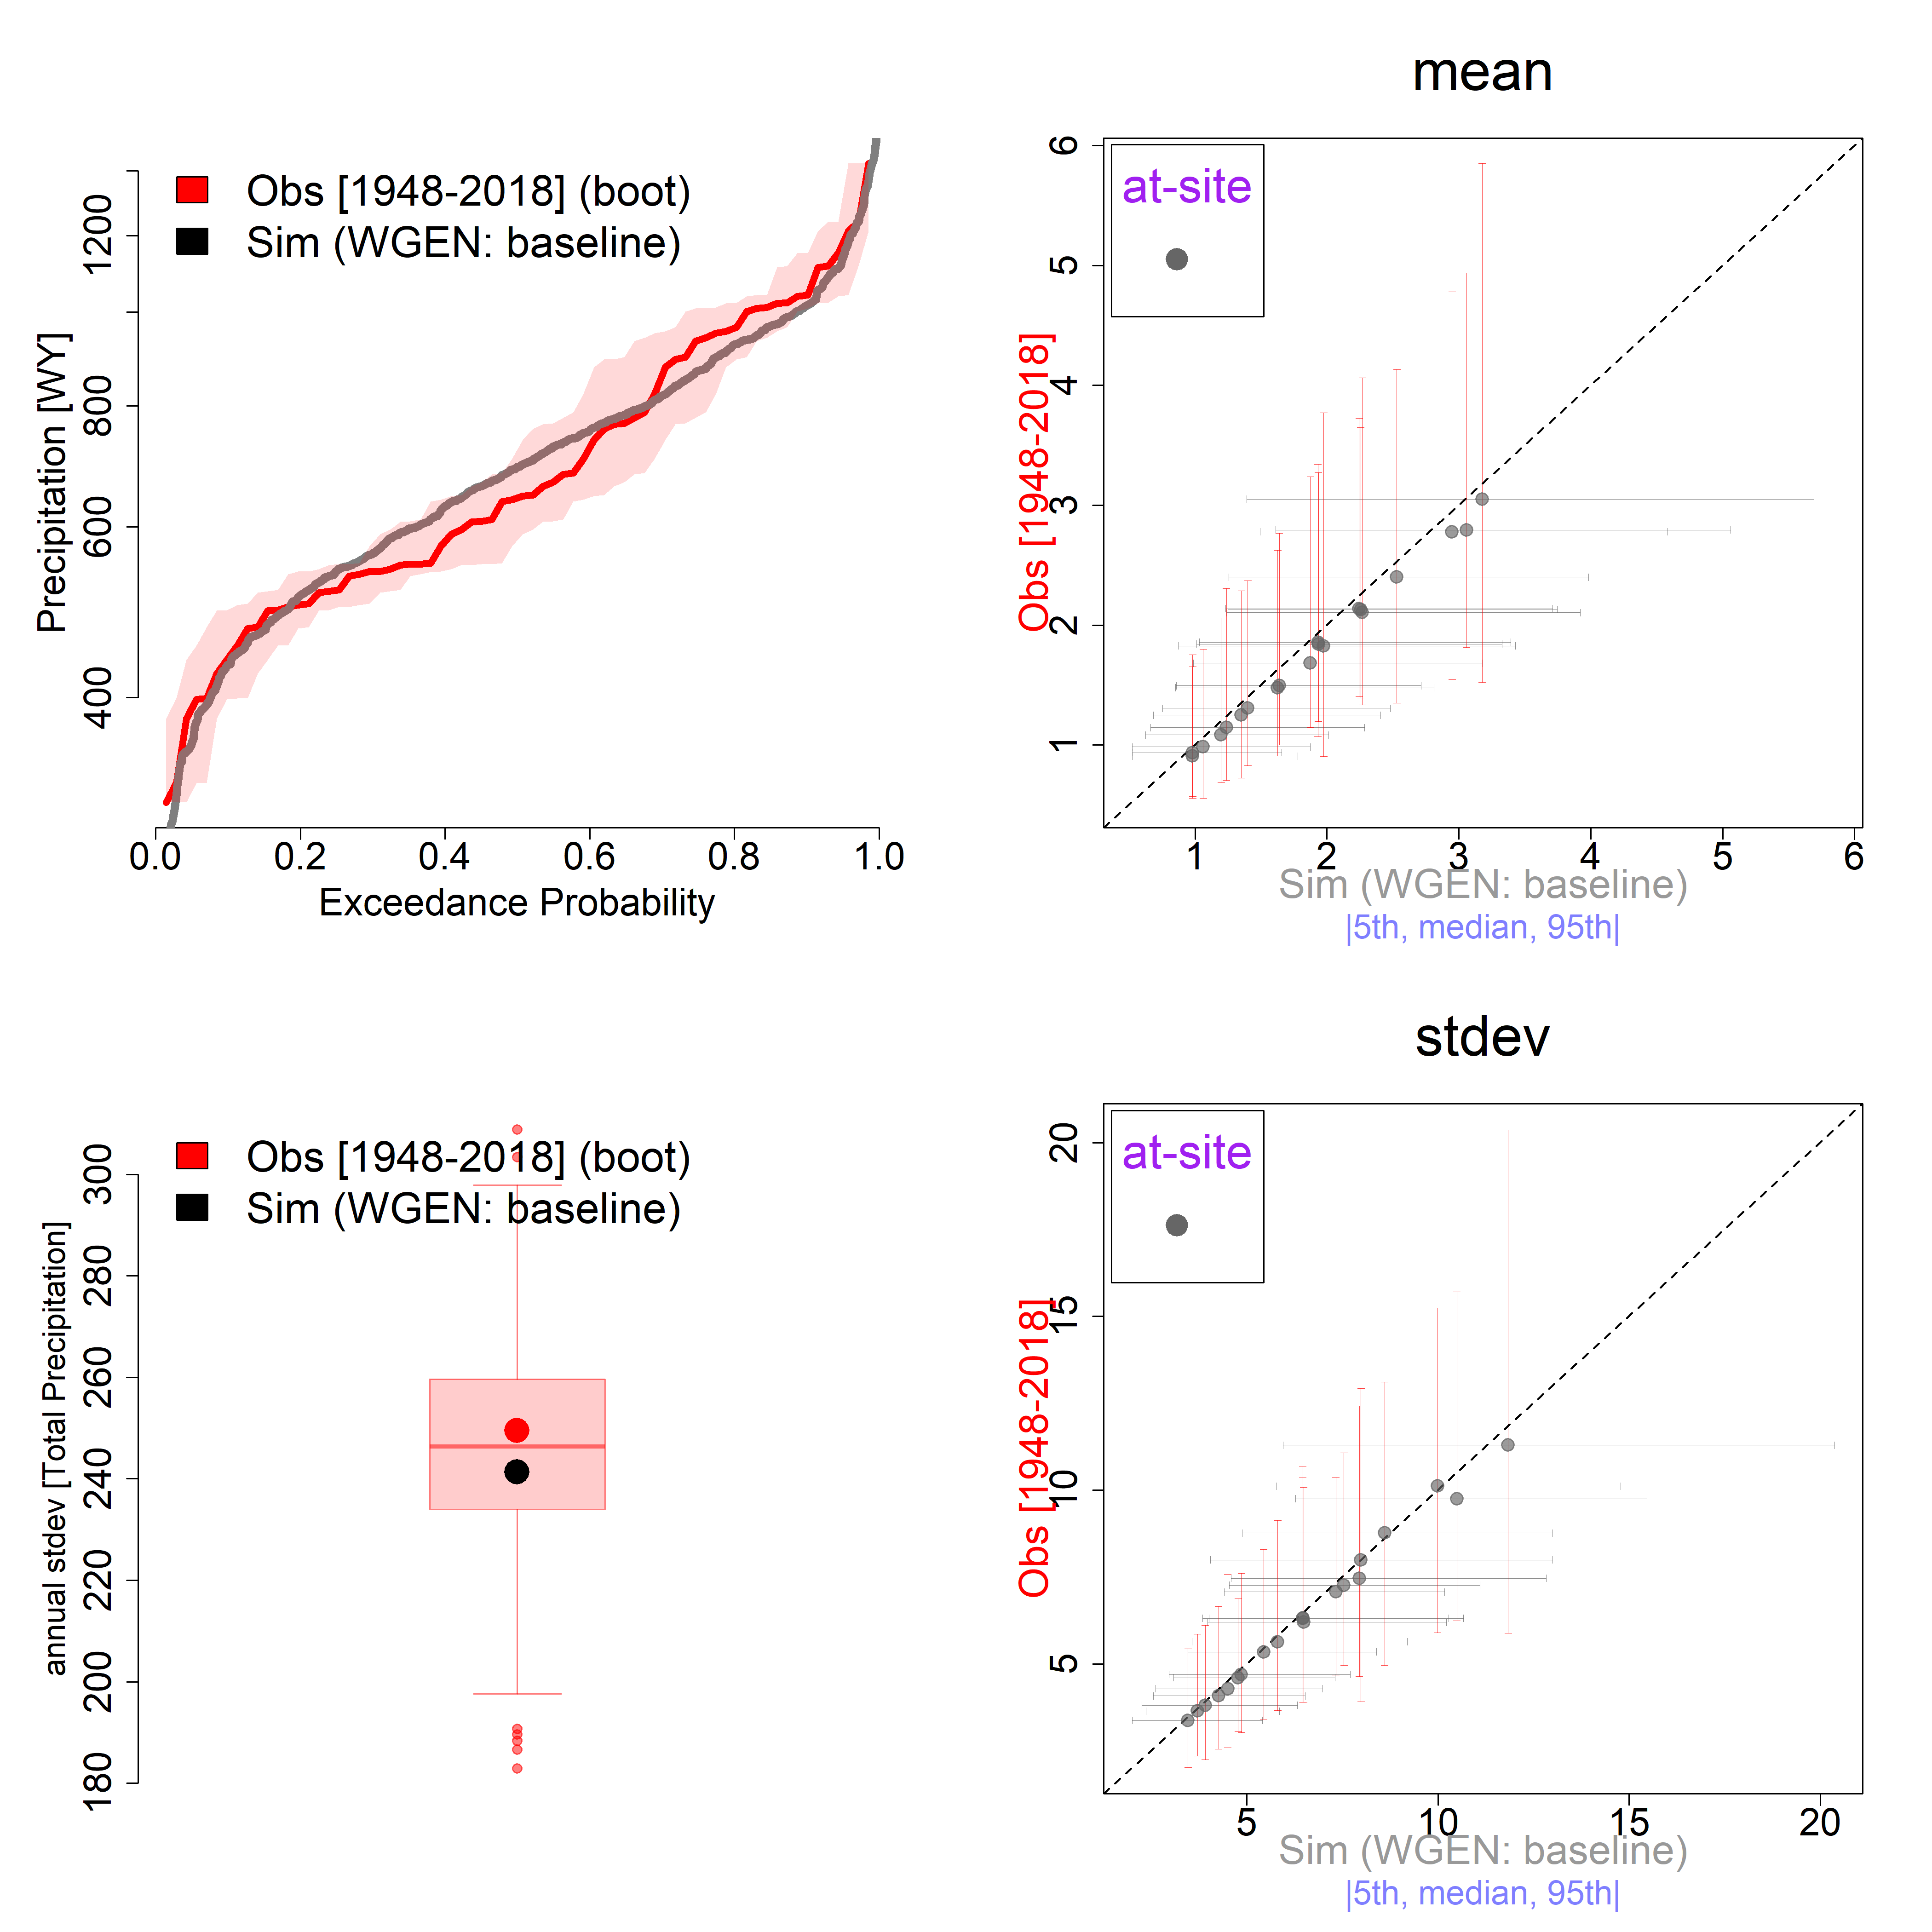 Obs [1948-2018] (boot)
Sim (WGEN: baseline)
Precipitation [WY]
400
600
800
1200
0.0 0.2 0.4 0.6 0.8 1.0
Exceedance Probability
mean
at-site
Obs [1948-2018]
1
2
3
4
5
6
1 2 3 4 5 6
Sim (WGEN: baseline)
|5th, median, 95th|
Obs [1948-2018] (boot)
Sim (WGEN: baseline)
annual stdev [Total Precipitation]
180
200
220
240
260
280
300
stdev
at-site
Obs [1948-2018]
5
10
15
20
5 10 15 20
Sim (WGEN: baseline)
|5th, median, 95th|